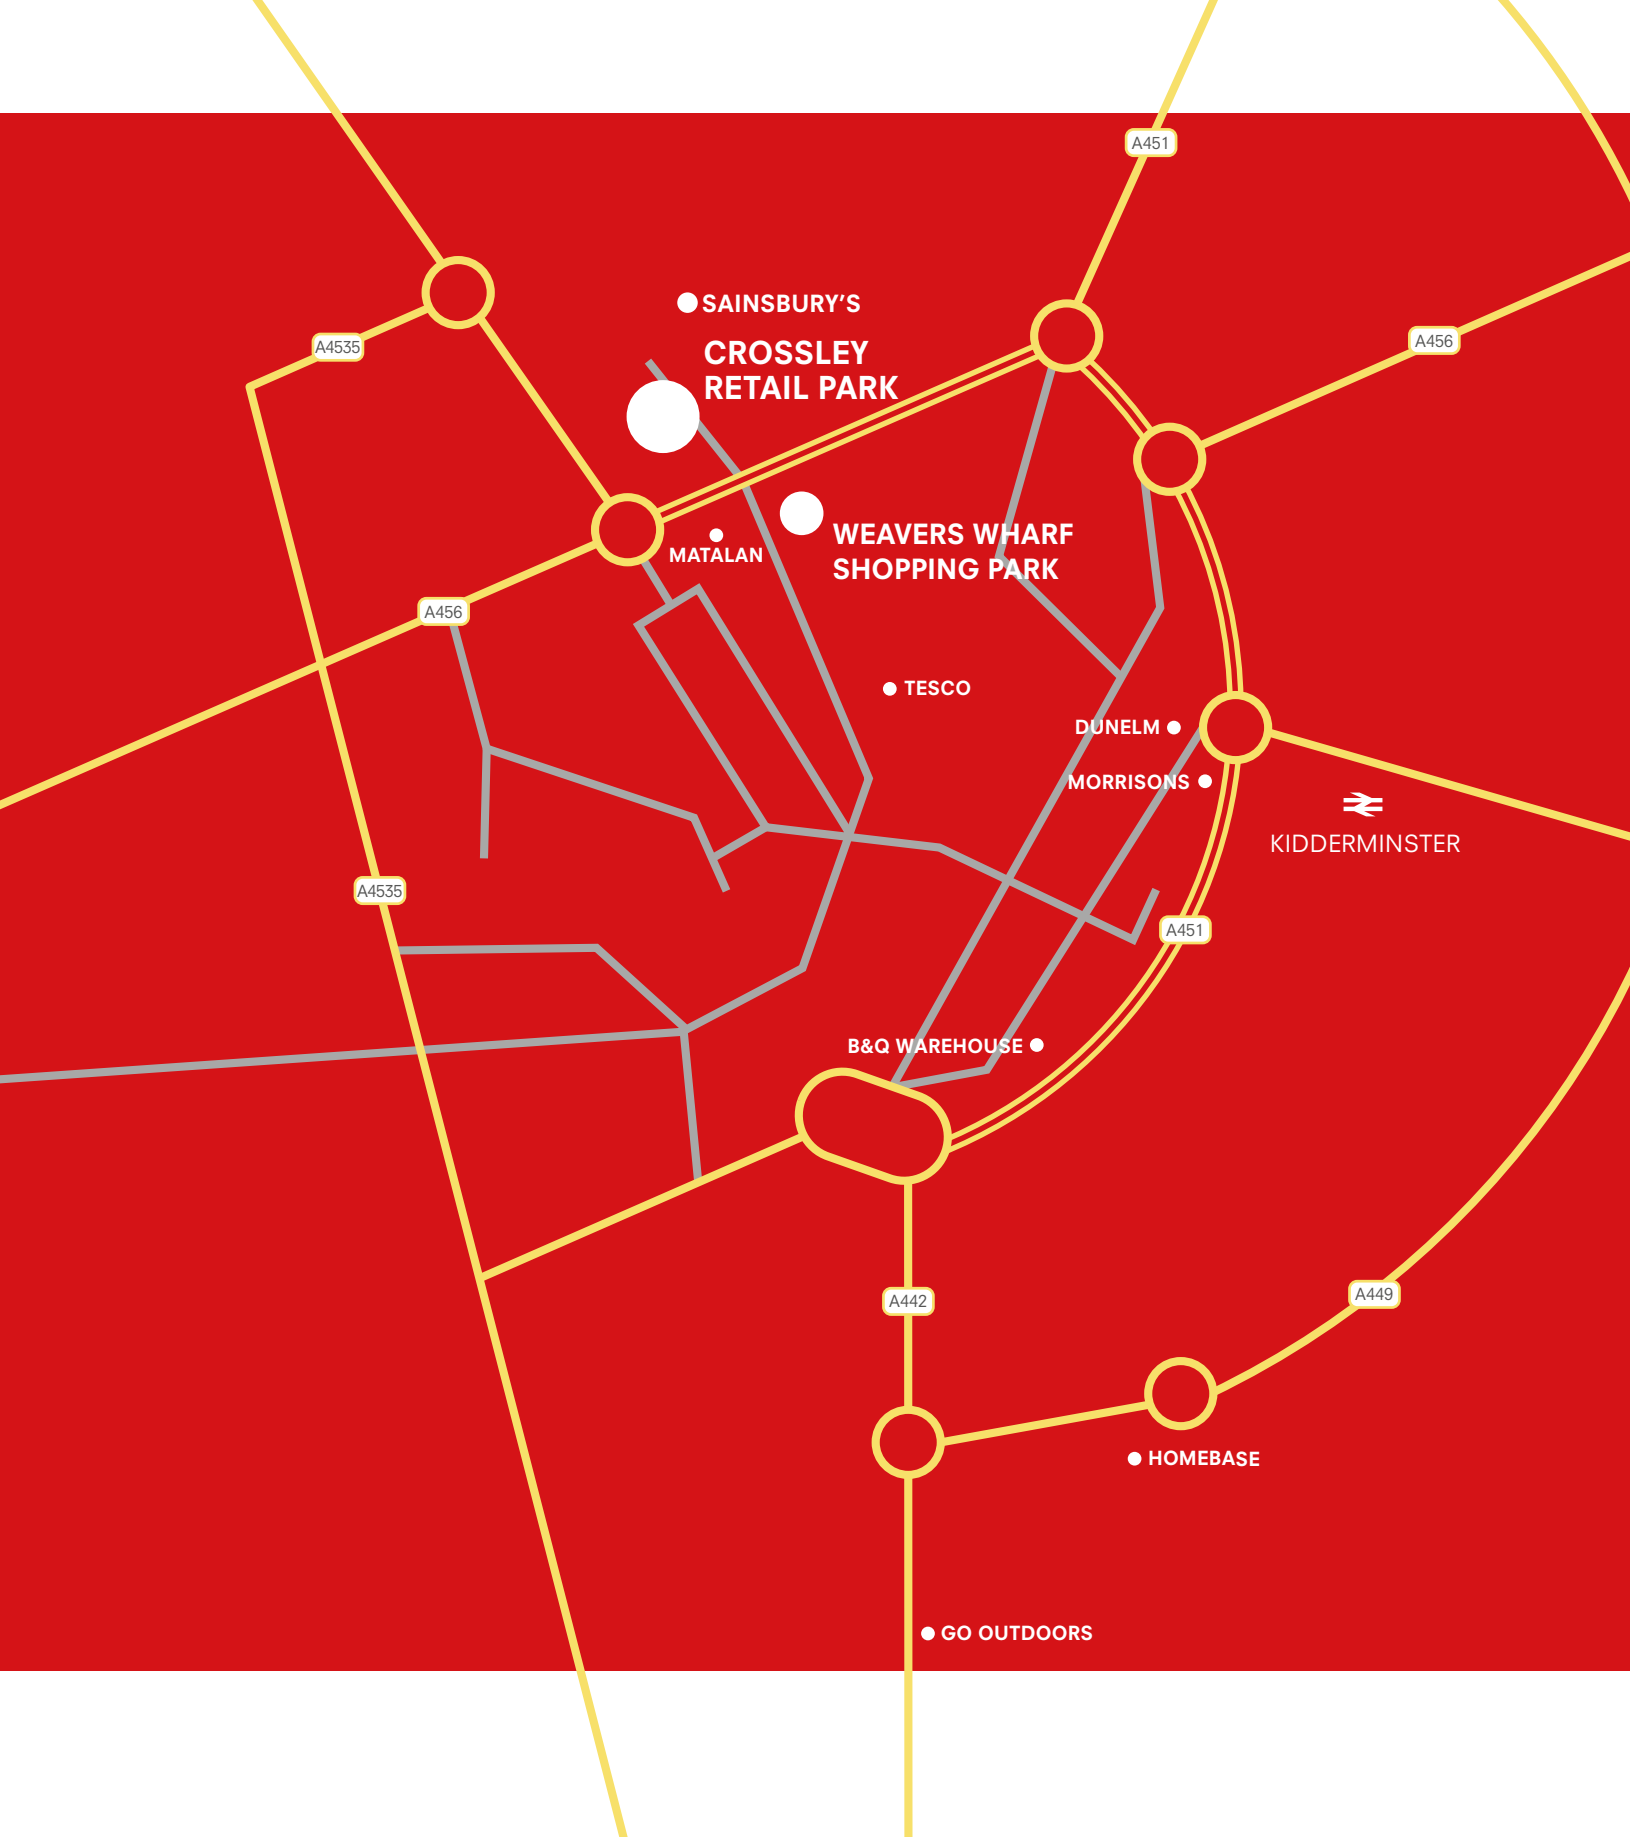 A451
SAINSBURY'S
A456
A4535
CROSSLEY
RETAIL PARK
WEAVERS WHARF
SHOPPING PARK
MATALAN
A456
TESCO
DUNELM
MORRISONS
KIDDERMINSTER
A4535
A451
B&Q WAREHOUSE
A442
A449
HOMEBASE
GO OUTDOORS